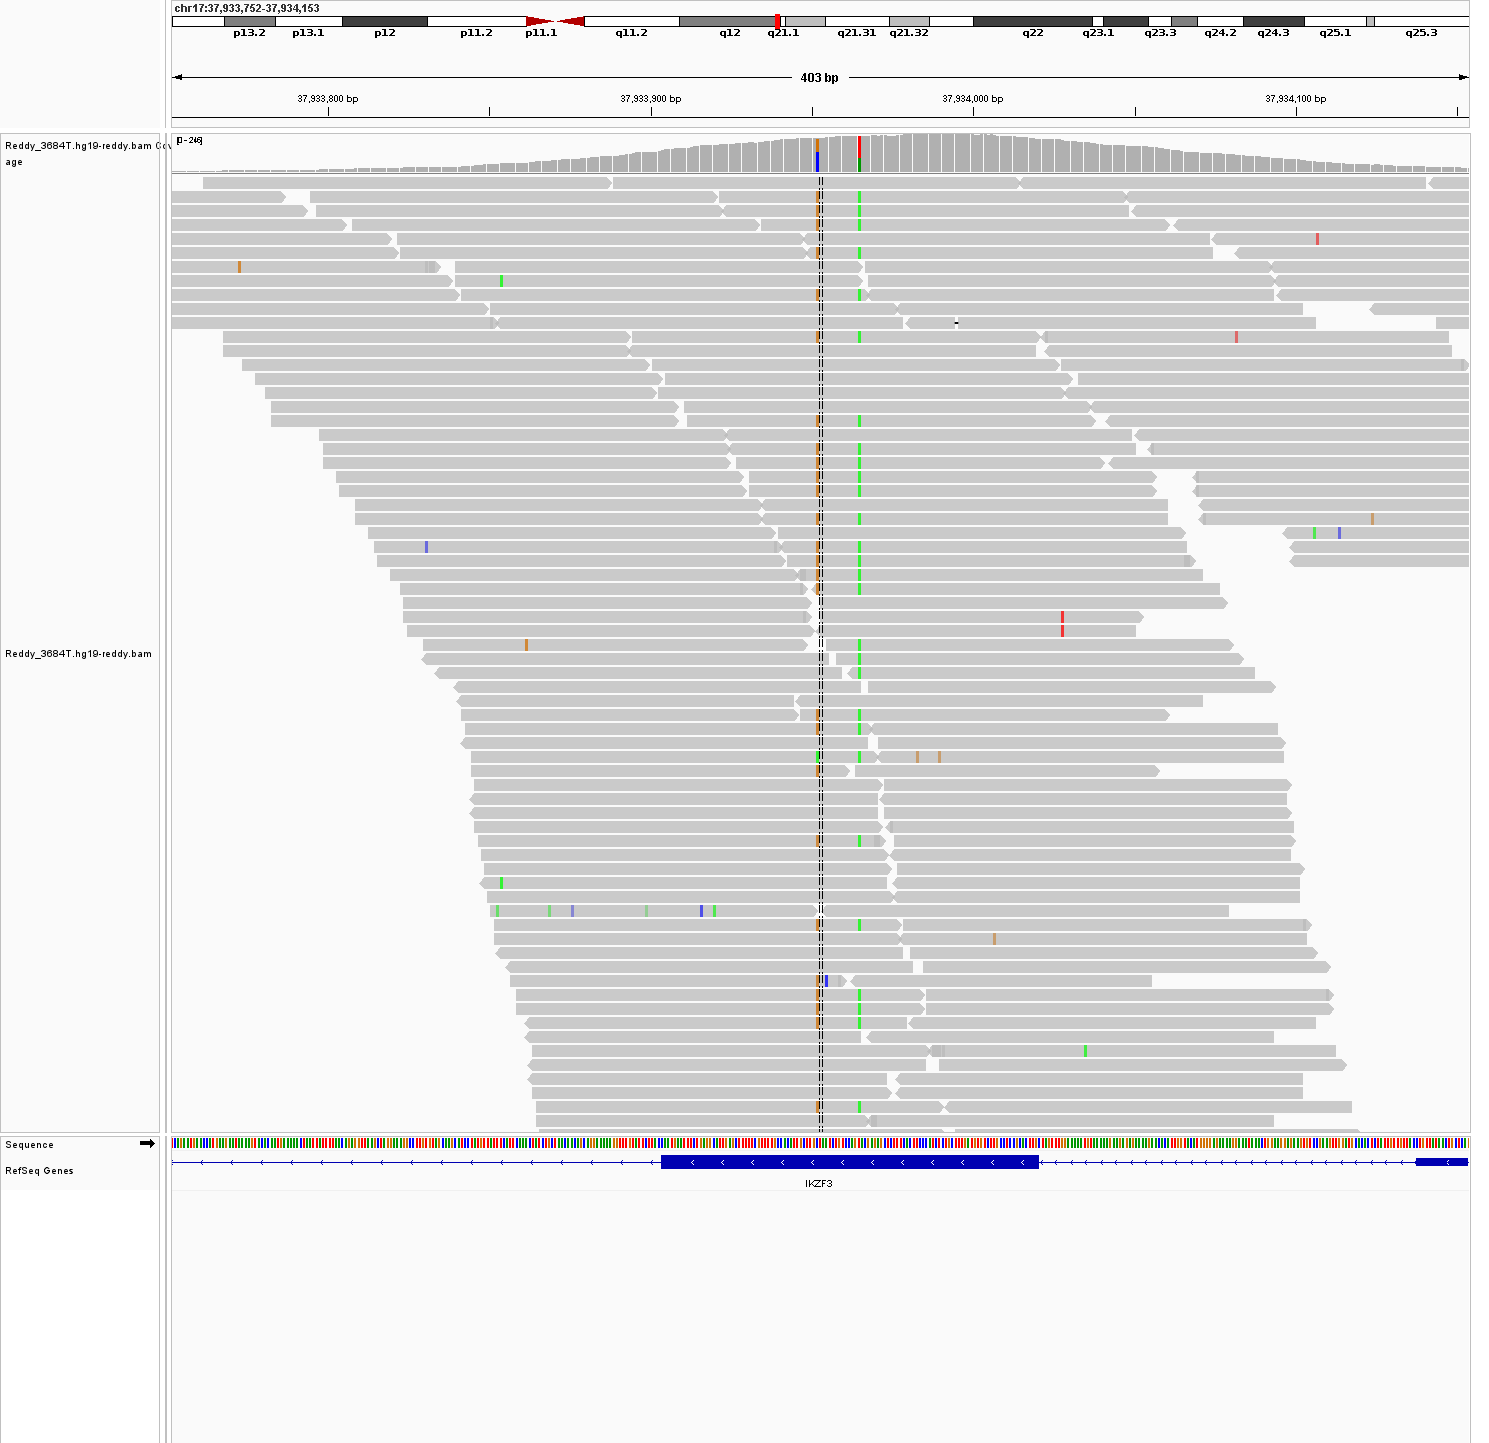 chr17:37,933,752-37,934,153
p13.2 p13.1 p12 p11.2 p11.1 q11.2 q12 q21.1 q21.31 q21.32 q22 q23.1 q23.3 q24.2 q24.3 q25.1 q25.3
403 bp
37,933,800 bp 37,933,900 bp 37,934,000 bp 37,934,100 bp
Reddy_3684T.hg19-reddy.bam Cov
age
[0 - 246]
Reddy_3684T.hg19-reddy.bam
Sequence
RefSeq Genes
IKZF3